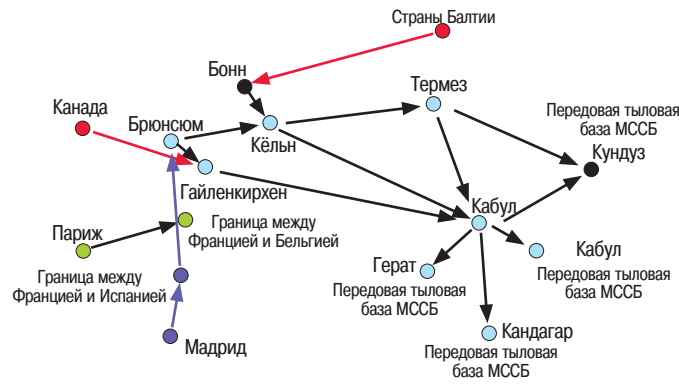 Страны Балтии
Бонн
Термез
Канада
Брюнсюм
Кёльн
Передовая тыловая
база МССБ
Кундуз
Гайленкирхен
Кабул
Париж
Граница между
Францией и Бельгией
Граница между
Францией и Испанией
Герат
Передовая тыловая
база МССБ
Кабул
Передовая тыловая
база МССБ
Мадрид
Кандагар
Передовая тыловая
база МССБ